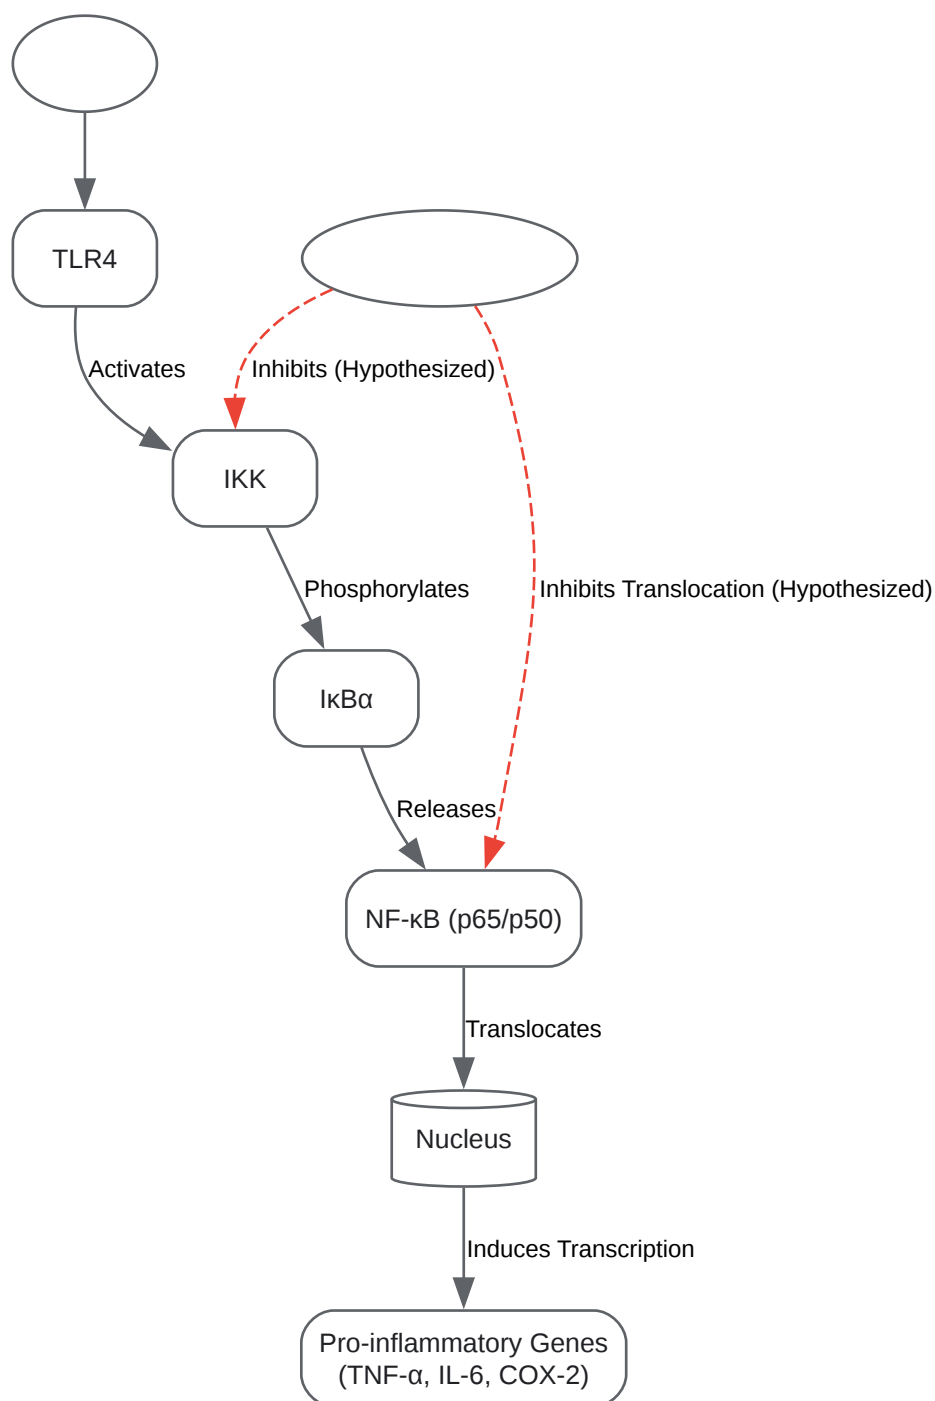 TLR4
Activates
Inhibits (Hypothesized)
IKK
Phosphorylates
Inhibits Translocation (Hypothesized)
IκBα
Releases
NF-κB (p65/p50)
Translocates
Nucleus
Induces Transcription
Pro-inflammatory Genes
(TNF-α, IL-6, COX-2)